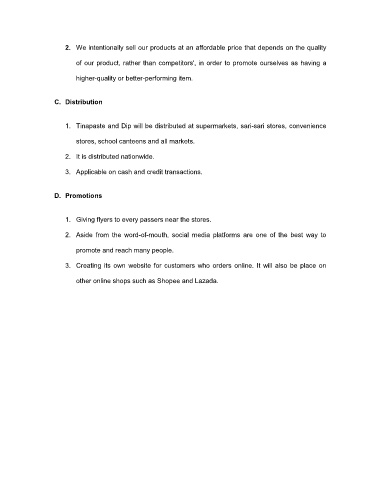 2. We intentionally sell our products at an affordable price that depends on the quality
of our product, rather than competitors', in order to promote ourselves as having a
higher-quality or better-performing item.
C. Distribution
1. Tinapaste and Dip will be distributed at supermarkets, sari-sari stores, convenience
stores, school canteens and all markets.
2. It is distributed nationwide.
3. Applicable on cash and credit transactions.
D. Promotions
1. Giving flyers to every passers near the stores.
2. Aside from the word-of-mouth, social media platforms are one of the best way to
promote and reach many people.
3. Creating its own website for customers who orders online. It will also be place on
other online shops such as Shopee and Lazada.